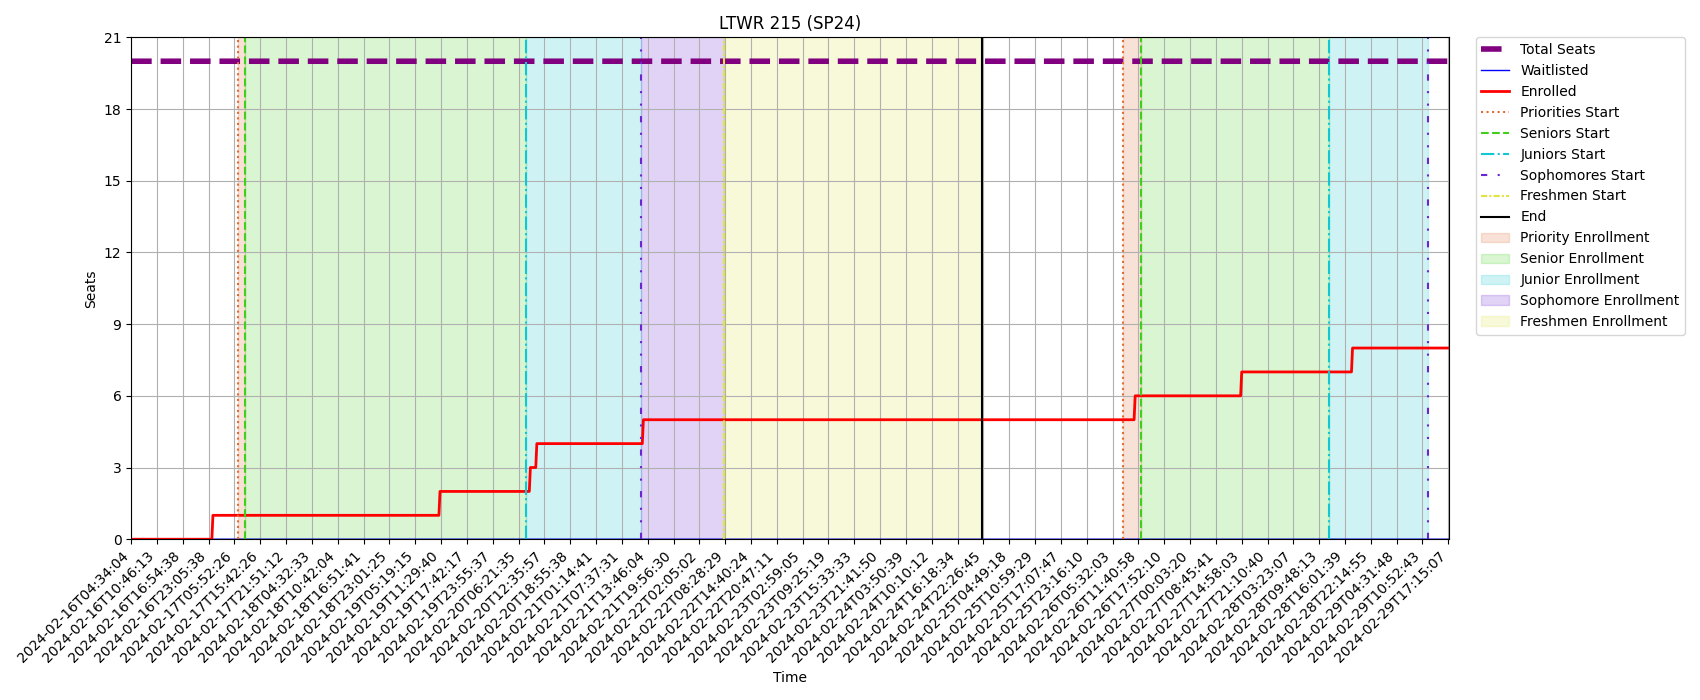 LTWR 215 (SP24)
21
18
15
12
9
6
3
0
Seats
2024-02-16T04:34:04
2024-02-16T10:46:13
2024-02-16T16:54:38
2024-02-16T23:05:38
2024-02-17T05:52:26
2024-02-17T15:42:26
2024-02-17T21:51:12
2024-02-18T04:32:33
2024-02-18T10:42:04
2024-02-18T16:51:41
2024-02-18T23:01:25
2024-02-19T05:19:15
2024-02-19T11:29:40
2024-02-19T17:42:17
2024-02-19T23:55:37
2024-02-20T06:21:35
2024-02-20T12:35:57
2024-02-20T18:55:38
2024-02-21T01:14:41
2024-02-21T07:37:31
2024-02-21T13:46:04
2024-02-21T19:56:30
2024-02-22T02:05:02
2024-02-22T08:28:29
2024-02-22T14:40:24
2024-02-22T20:47:11
2024-02-23T02:59:05
2024-02-23T09:25:19
2024-02-23T15:33:33
2024-02-23T21:41:50
2024-02-24T03:50:39
2024-02-24T10:10:12
2024-02-24T16:18:34
2024-02-24T22:26:45
2024-02-25T04:49:18
2024-02-25T10:59:29
2024-02-25T17:07:47
2024-02-25T23:16:10
2024-02-26T05:32:03
2024-02-26T11:40:58
2024-02-26T17:52:10
2024-02-27T00:03:20
2024-02-27T08:45:41
2024-02-27T14:58:03
2024-02-27T21:10:40
2024-02-28T03:23:07
2024-02-28T09:48:13
2024-02-28T16:01:39
2024-02-28T22:14:55
2024-02-29T04:31:48
2024-02-29T10:52:43
2024-02-29T17:15:07
Time
Total Seats
Waitlisted
Enrolled
Priorities Start
Seniors Start
Juniors Start
Sophomores Start
Freshmen Start
End
Priority Enrollment
Senior Enrollment
Junior Enrollment
Sophomore Enrollment
Freshmen Enrollment